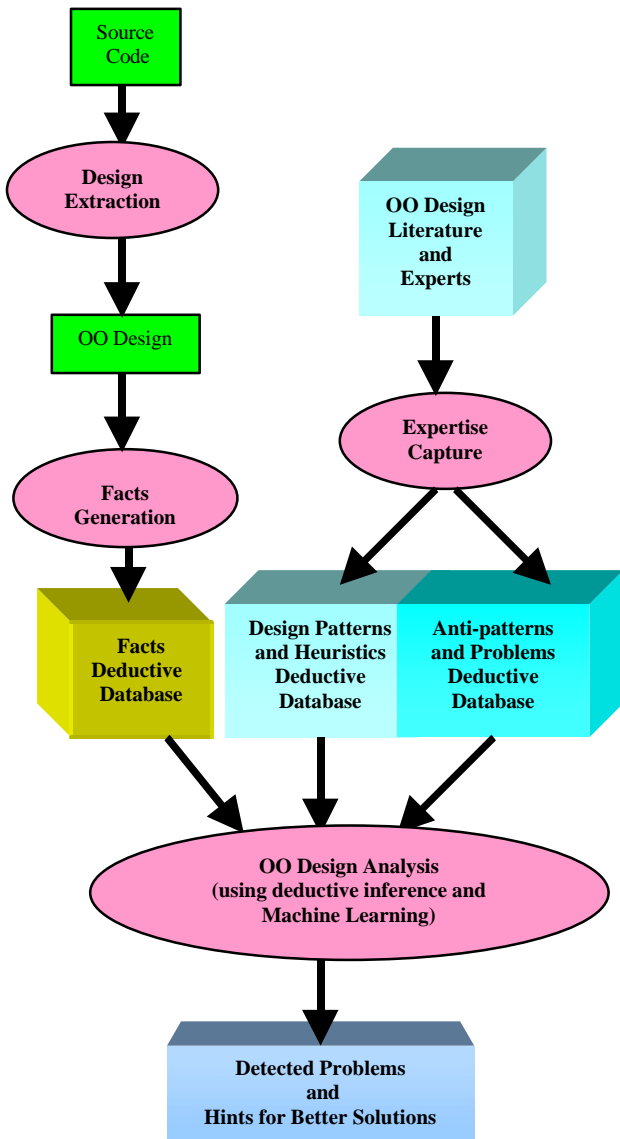 Source
Code
Design
Extraction
OO Design
Literature
and
Experts
OO Design
Expertise
Capture
Facts
Generation
Facts
Deductive
Database
Design Patterns
and Heuristics
Deductive
Database
Anti-patterns
and Problems
Deductive
Database
OO Design Analysis
(using deductive inference and
Machine Learning)
Detected Problems
and
Hints for Better Solutions